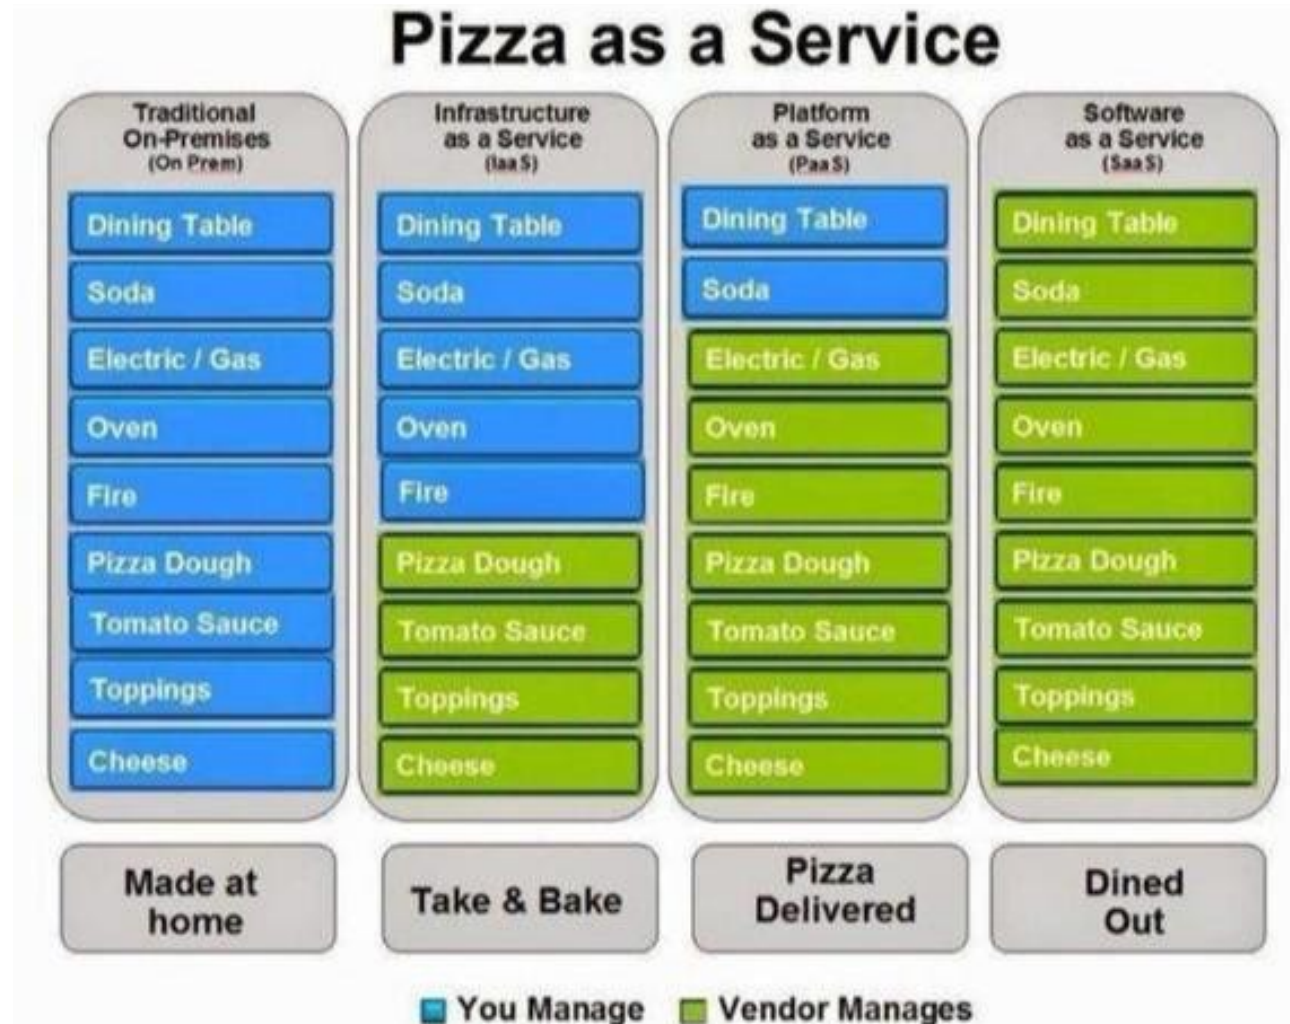 Pizza as a Service
Traditional
On-Premises
(On Prem)
Dining Table
Soda
Electric / Gas
Oven
Fire
Pizza Dough
Tomato Sauce
Toppings
Cheese
Made at
home
Infrastructure
as a Service
(IaaS)
Dining Table
Soda
Electric / Gas
Oven
Fire
Pizza Dough
Tomato Sauce
Toppings
Cheese
Take & Bake
Platform
as a Service
(PaaS)
Dining Table
Soda
Electric / Gas
Oven
Fire
Pizza Dough
Tomato Sauce
Toppings
Cheese
Pizza
Delivered
Software
as a Service
(SaaS)
Dining Table
Soda
Electric / Gas
Oven
Fire
Pizza Dough
Tomato Sauce
Toppings
Cheese
Dined
Out
You Manage
Vendor Manages